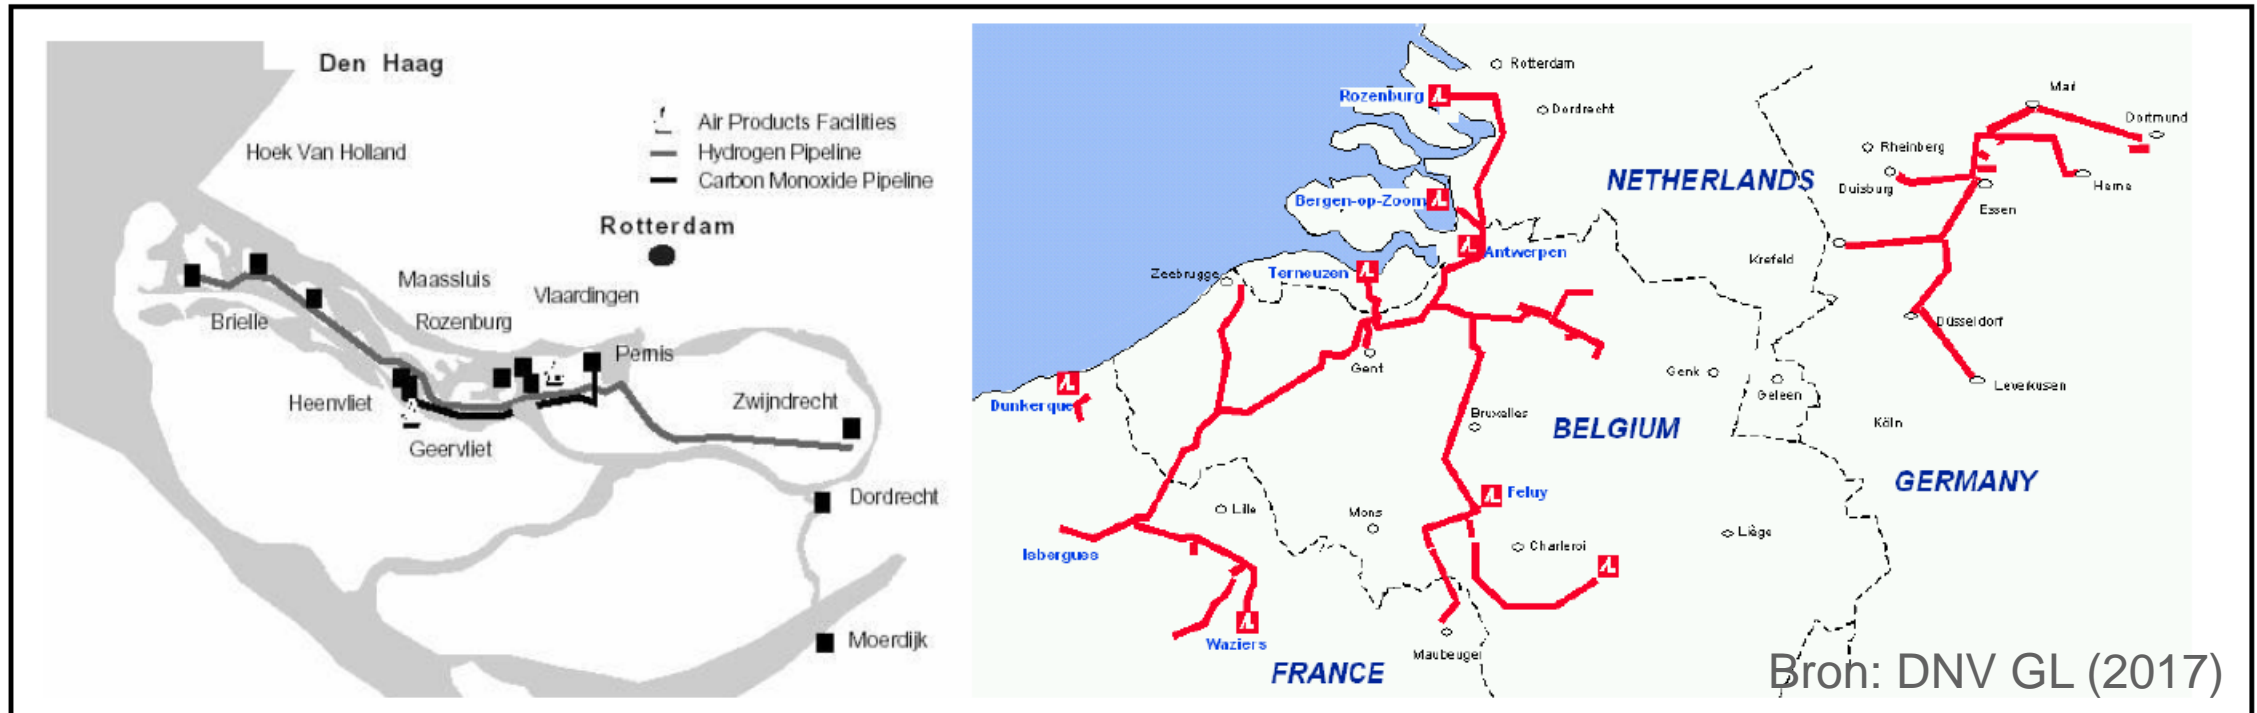 Den Haag
Air Products Facilities
Hoek Van Holland
Hydrogen Pipeline
Carbon Monoxide Pipeline
Rotterdam
Maassluis
Vlaardingen
Brielle
Rozenburg
Pernis
Heenvliet
Zwijndrecht
Geervliet
Dordrecht
Moerdijk
Rotterdam
Rozenburg
Dordrecht
Marl
Dortmund
Rheinberg
NETHERLANDS
Duisburg
Herne
Bergen-op-Zoom
Essen
Antwerpen
Krefeld
Zeebrugge
Terneuzen
Düsseldorf
Gent
Genk
Geleen
Leverkusen
Dunkerque
Bruxelles
BELGIUM
Köln
GERMANY
Feluy
Lille
Mons
Liège
Isbergues
Charleroi
Waziers
Maubeuge
FRANCE
Bron: DNV GL (2017)